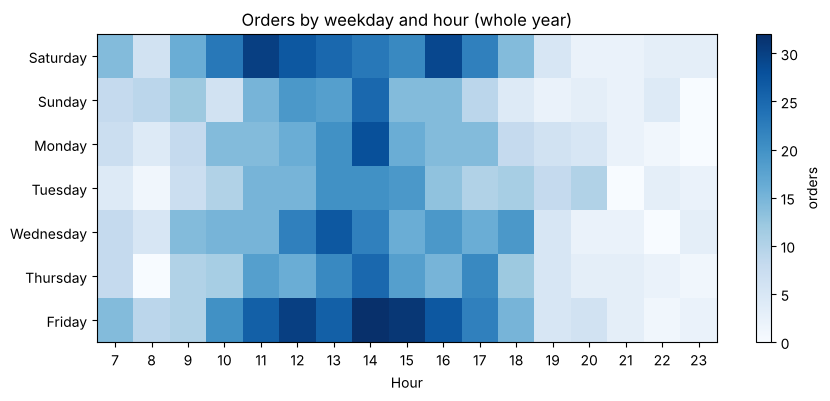 Orders by weekday and hour (whole year)
Saturday
Sunday
Monday
Tuesday
Wednesday
Thursday
Friday
7 8 9 10 11 12 13 14 15 16 17 18 19 20 21 22 23
Hour
30
25
20
15
10
5
0
orders